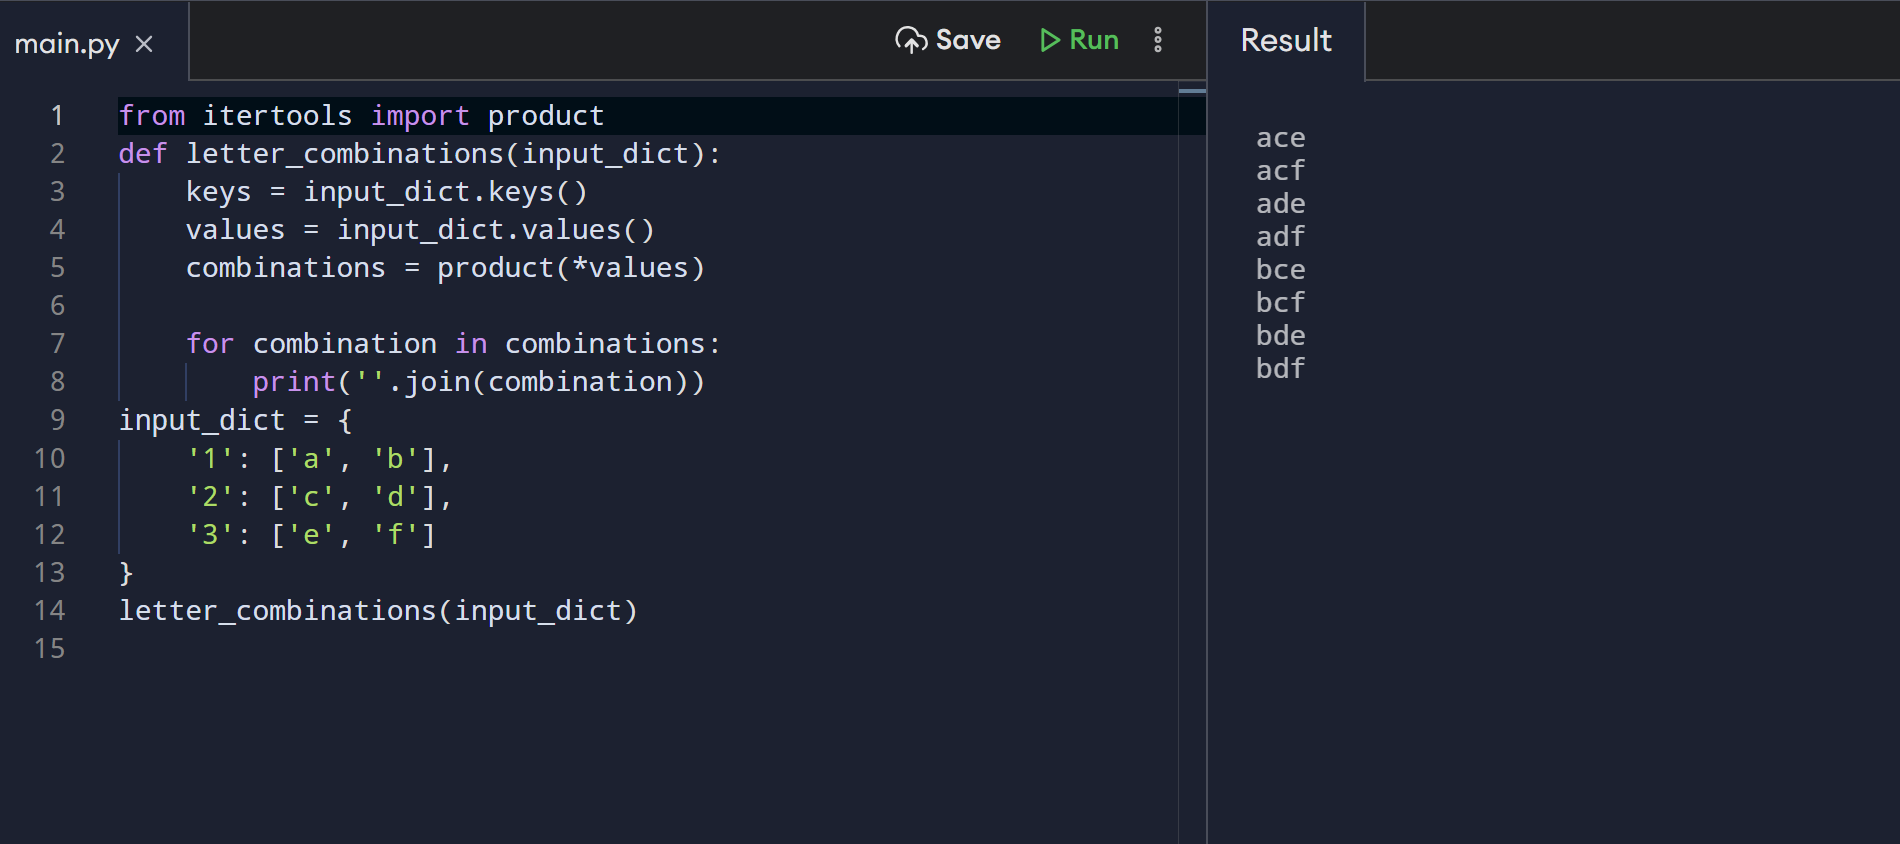 main.py
Save
Run
Result
1 from itertools import product
2 def letter_combinations(input_dict):
3     keys = input_dict.keys()
4     values = input_dict.values()
5     combinations = product(*values)
6
7     for combination in combinations:
8         print(''.join(combination))
9 input_dict = {
10     '1': ['a', 'b'],
11     '2': ['c', 'd'],
12     '3': ['e', 'f']
13 }
14 letter_combinations(input_dict)
15
ace
acf
ade
adf
bce
bcf
bde
bdf